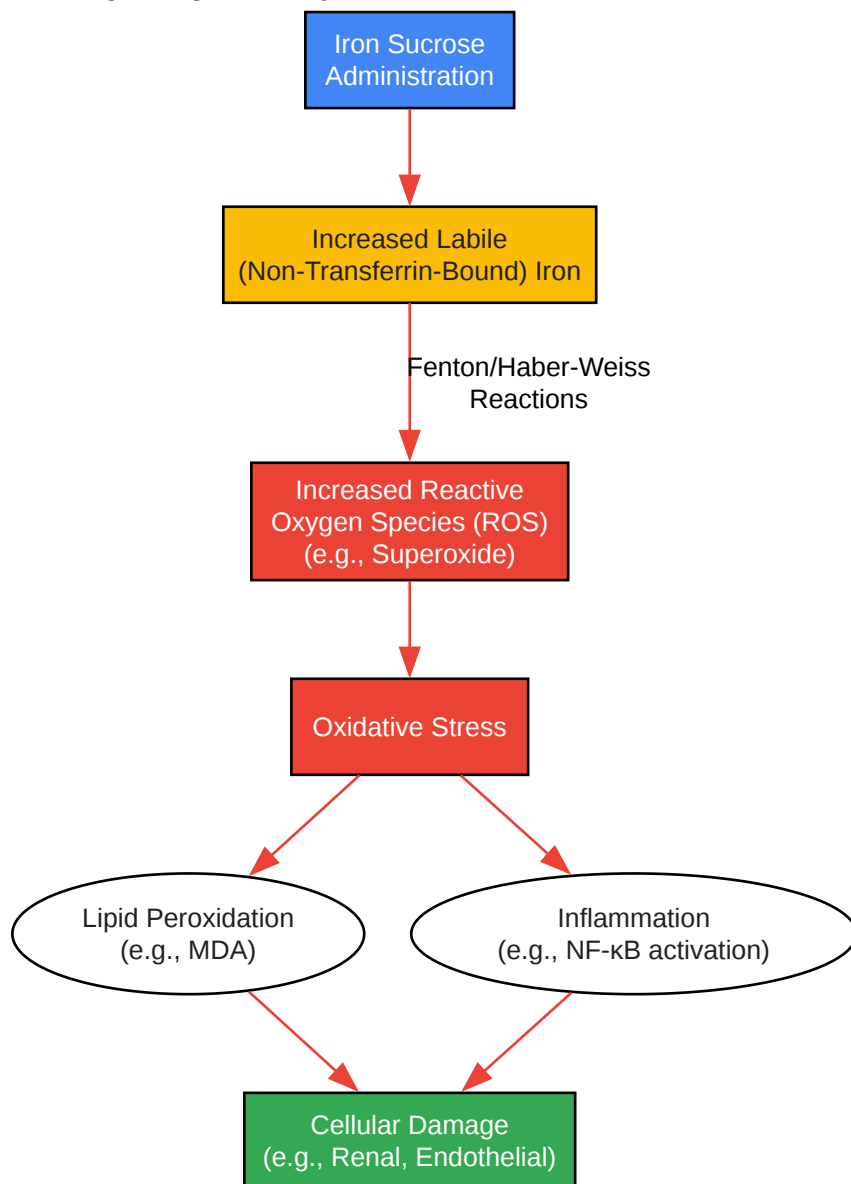 Iron Sucrose
Administration
Increased Labile
(Non-Transferrin-Bound) Iron
Fenton/Haber-Weiss
Reactions
Increased Reactive
Oxygen Species (ROS)
(e.g., Superoxide)
Oxidative Stress
Lipid Peroxidation
(e.g., MDA)
Inflammation
(e.g., NF-κB activation)
Cellular Damage
(e.g., Renal, Endothelial)